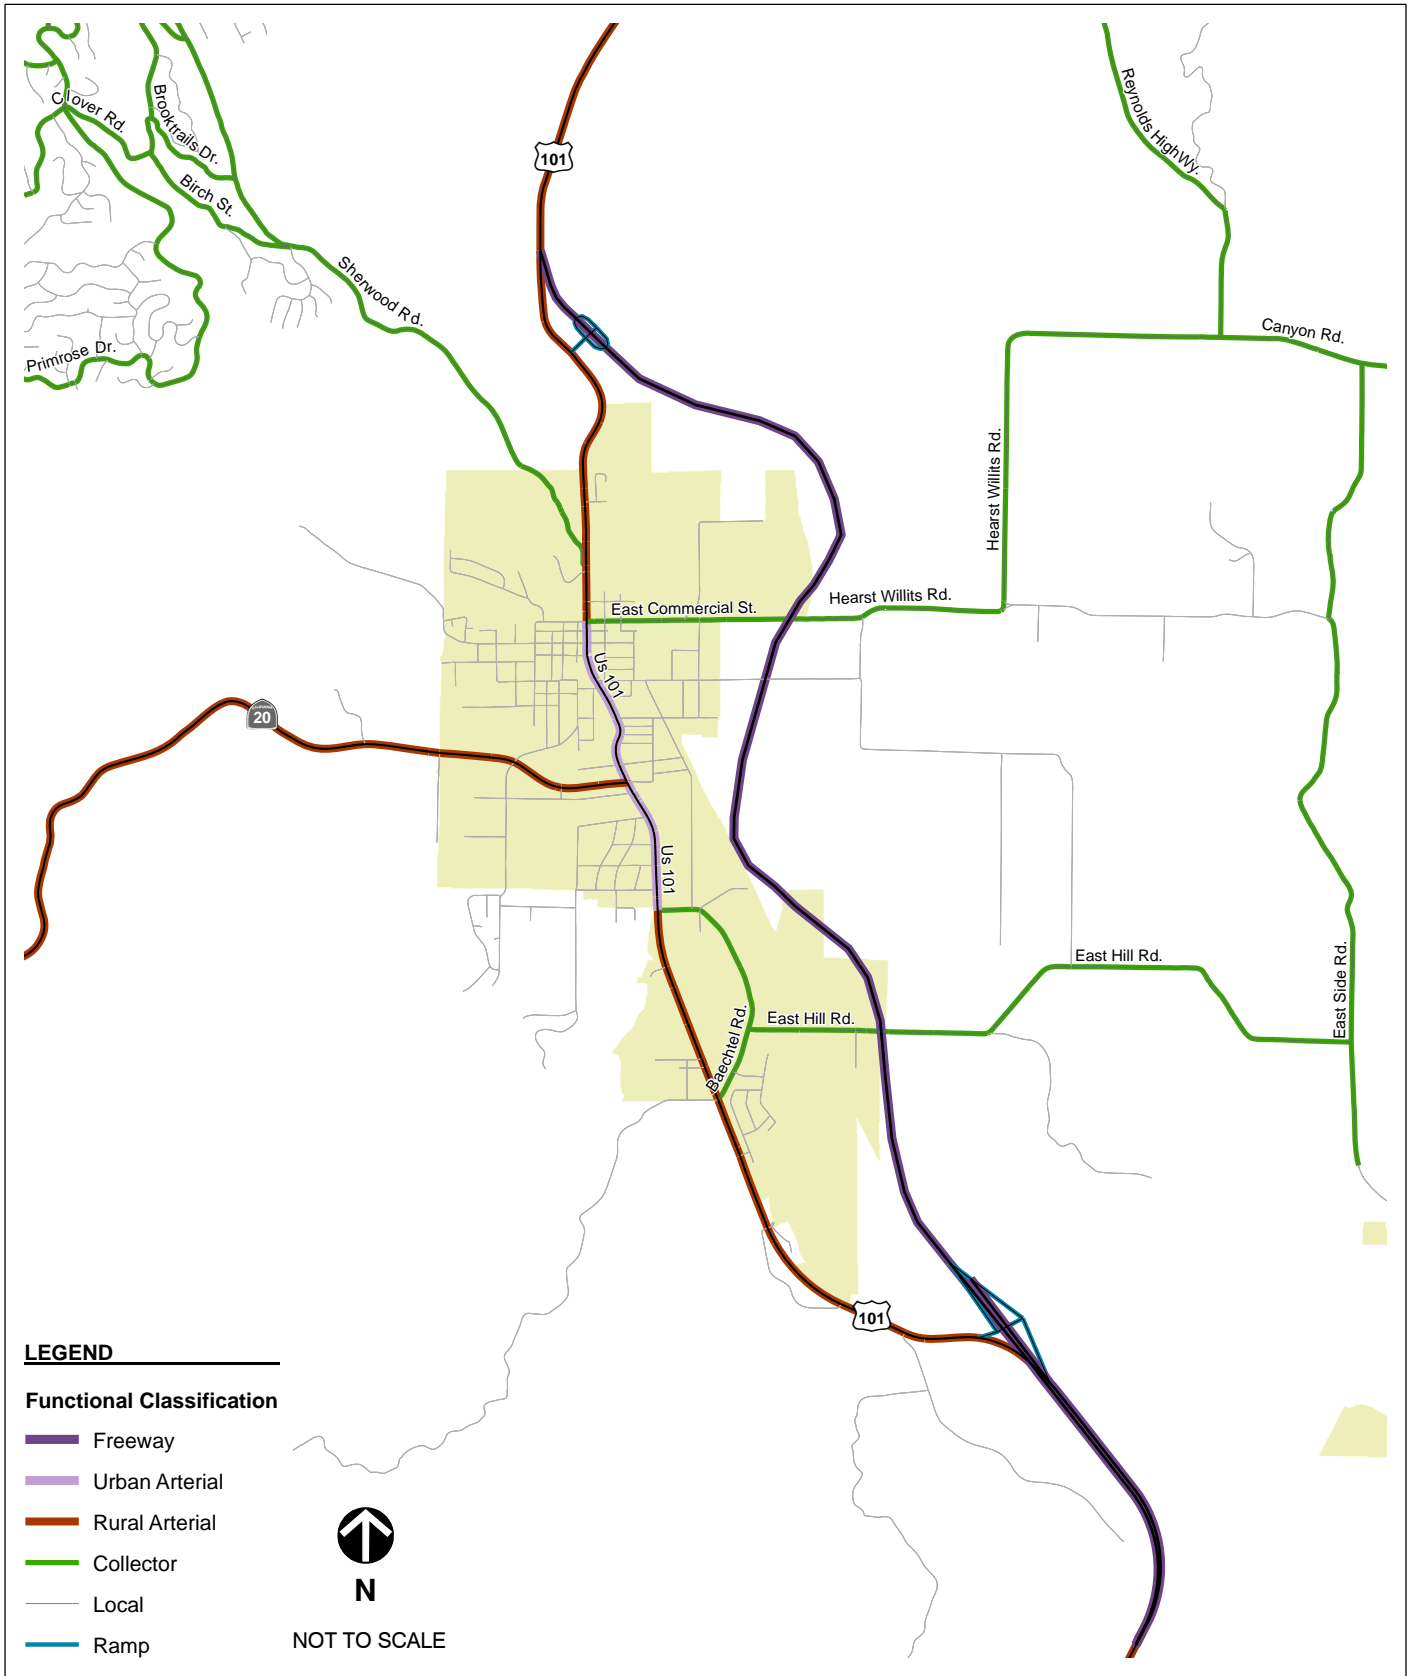 Clover Rd.
Brooktrails Dr.
Birch St.
Sherwood Rd.
Primrose Dr.
101
Reynolds HighWy.
Canyon Rd.
Hearst Willits Rd.
Hearst Willits Rd.
East Commercial St.
Us 101
CALIFORNIA
20
Us 101
East Hill Rd.
East Side Rd.
East Hill Rd.
Baechtel Rd.
101
LEGEND
Functional Classification
Freeway
Urban Arterial
Rural Arterial
Collector
Local
Ramp
N
NOT TO SCALE